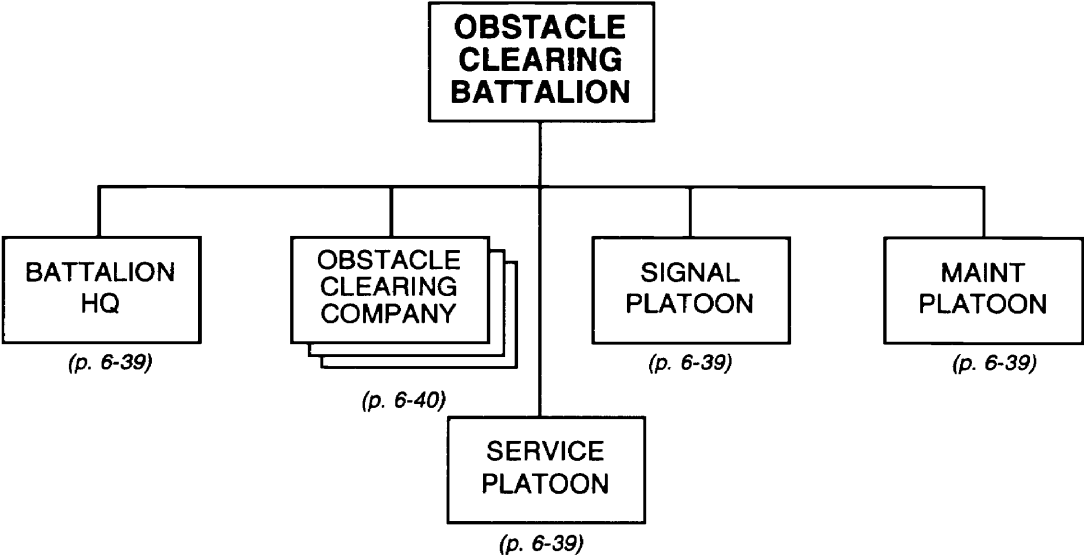 OBSTACLE
CLEARING
BATTALION
BATTALION
HQ
(p. 6-39)
OBSTACLE
CLEARING
COMPANY
(p. 6-40)
SIGNAL
PLATOON
(p. 6-39)
MAINT
PLATOON
(p. 6-39)
SERVICE
PLATOON
(p. 6-39)